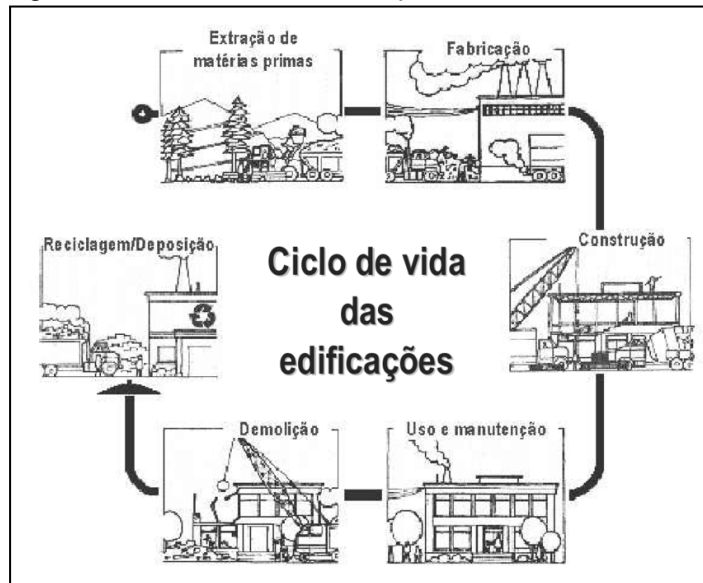 Extração de
matérias primas
Fabricação
Construção
Uso e manutenção
Demolição
Reciclagem/Deposição
Ciclo de vida
das
edificações